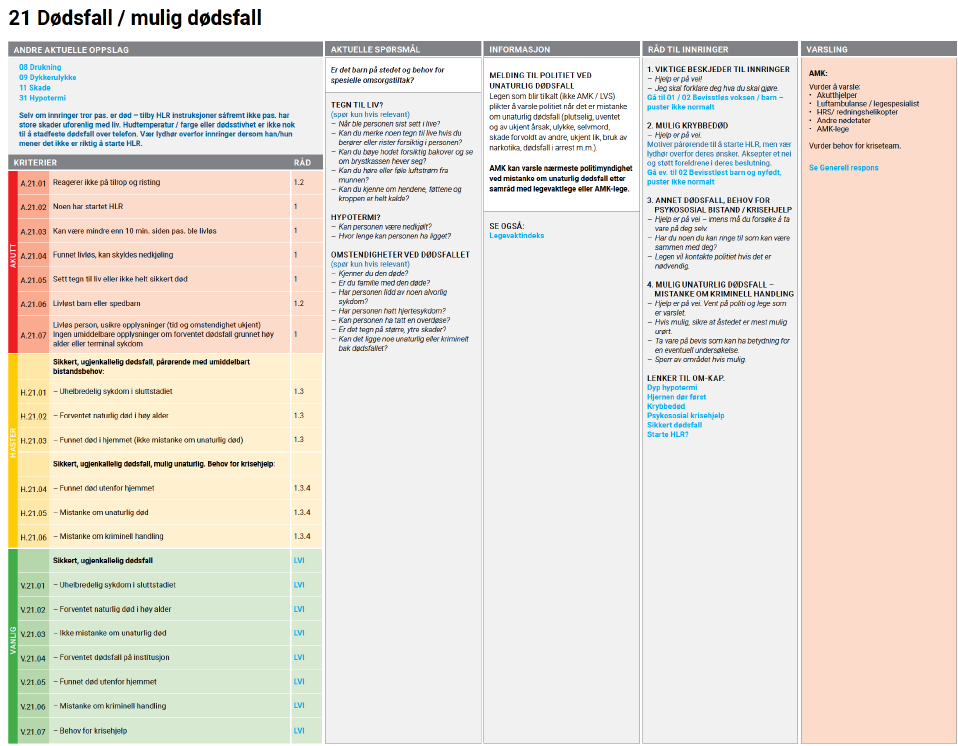 21 Dødsfall / mulig dødsfall
ANDRE AKTUELLE OPPSLAG
08 Drukning
09 Dykkerulykke
11 Skade
31 Hypotermi
Selv om innringer tror pas. er død – tilby HLR instruksjoner såfremt ikke pas. har
store skader uforenlig med liv. Hudtemperatur / farge eller dødsstivhet er ikke nok
til å stadfeste dødsfall over telefon. Vær lydhør overfor innringer dersom han/hun
mener det ikke er riktig å starte HLR.
KRITERIER RÅD
AKUTT
A.21.01 Reagerer ikke på tilrop og risting 1.2
A.21.02 Noen har startet HLR 1
A.21.03 Kan være mindre enn 10 min. siden pas. ble livløs 1
A.21.04 Funnet livløs, kan skyldes nedkjøling 1
A.21.05 Sett tegn til liv eller ikke helt sikkert død 1
A.21.06 Livløst barn eller spedbarn 1.2
A.21.07 Livløs person, usikre opplysninger (tid og omstendighet ukjent)
Ingen umiddelbare opplysninger om forventet dødsfall grunnet høy
alder eller terminal sykdom 1
HASTER
Sikkert, ugjenkallelig dødsfall, pårørende med umiddelbart
bistandsbehov:
H.21.01 – Uhelbredelig sykdom i sluttstadiet 1.3
H.21.02 – Forventet naturlig død i høy alder 1.3
H.21.03 – Funnet død i hjemmet (ikke mistanke om unaturlig død) 1.3
Sikkert, ugjenkallelig dødsfall, mulig unaturlig. Behov for krisehjelp:
H.21.04 – Funnet død utenfor hjemmet 1.3.4
H.21.05 – Mistanke om unaturlig død 1.3.4
H.21.06 – Mistanke om kriminell handling 1.3.4
VANLIG
Sikkert, ugjenkallelig dødsfall LVI
V.21.01 – Uhelbredelig sykdom i sluttstadiet LVI
V.21.02 – Forventet naturlig død i høy alder LVI
V.21.03 – Ikke mistanke om unaturlig død LVI
V.21.04 – Forventet dødsfall på institusjon LVI
V.21.05 – Funnet død utenfor hjemmet LVI
V.21.06 – Mistanke om kriminell handling LVI
V.21.07 – Behov for krisehjelp LVI
AKTUELLE SPØRSMÅL
Er det barn på stedet og behov for
spesielle omsorgstiltak?
TEGN TIL LIV?
(spør kun hvis relevant)
– Når ble personen sist sett i live?
– Kan du merke noen tegn til live hvis du
berører eller rister forsiktig i personen?
– Kan du bøye hodet forsiktig bakover og se
om brystkassen hever seg?
– Kan du høre eller føle luftstrøm fra
munnen?
– Kan du kjenne om hendene, føttene og
kroppen er helt kalde?
HYPOTERMI?
– Kan personen være nedkjølt?
– Hvor lenge kan personen ha ligget?
OMSTENDIGHETER VED DØDSFALLET
(spør kun hvis relevant)
– Kjenner du den døde?
– Er du familie med den døde?
– Har personen lidd av noen alvorlig
sykdom?
– Har personen hatt hjertesykdom?
– Kan personen ha tatt en overdøse?
– Er det tegn på større, ytre skader?
– Kan det ligge noe unaturlig eller kriminelt
bak dødsfallet?
INFORMASJON
MELDING TIL POLITIET VED
UNATURLIG DØDSFALL
Legen som blir tilkalt (ikke AMK / LVS)
plikter å varsle politiet når det er mistanke
om unaturlig dødsfall (plutselig, uventet
og av ukjent årsak, ulykke, selvmord,
skade forvoldt av andre, ukjent lik, bruk av
narkotika, dødsfall i arrest m.m.).
AMK kan varsle nærmeste politimyndighet
ved mistanke om unaturlig dødsfall etter
samråd med legevaktlege eller AMK-lege.
SE OGSÅ:
Legevaktindeks
RÅD TIL INNRINGER
1. VIKTIGE BESKJEDER TIL INNRINGER
– Hjelp er på vei!
– Jeg skal forklare deg hva du skal gjøre.
Gå til 01 / 02 Bevisstløs voksen / barn –
puster ikke normalt
2. MULIG KRYBBEDØD
– Hjelp er på vei.
Motiver pårørende til å starte HLR, men vær
lydhør overfor deres ønsker. Aksepter et nei
og støtt foreldrene i deres beslutning.
Gå ev. til 02 Bevisstløst barn og nyfødt,
puster ikke normalt
3. ANNET DØDSFALL, BEHOV FOR
PSYKOSOSIAL BISTAND / KRISEHJELP
– Hjelp er på vei – imens må du forsøke å ta
vare på deg selv.
– Har du noen du kan ringe til som kan være
sammen med deg?
– Legen vil kontakte politiet hvis det er
nødvendig.
4. MULIG UNATURLIG DØDSFALL –
MISTANKE OM KRIMINELL HANDLING
– Hjelp er på vei. Vent på politi og lege som
er varslet.
– Hvis mulig, sikre at åstedet er mest mulig
urørt.
– Ta vare på bevis som kan ha betydning for
en eventuell undersøkelse.
– Sperr av området hvis mulig.
LENKER TIL OM-KAP.
Dyp hypotermi
Hjernen dør først
Krybbedød
Psykososial krisehjelp
Sikkert dødsfall
Starte HLR?
VARSLING
AMK:
Vurder å varsle:
• Akutthjelper
• Luftambulanse / legespesialist
• HRS/ redningshelikopter
• Andre nødetater
• AMK-lege
Vurder behov for kriseteam.
Se Generell respons